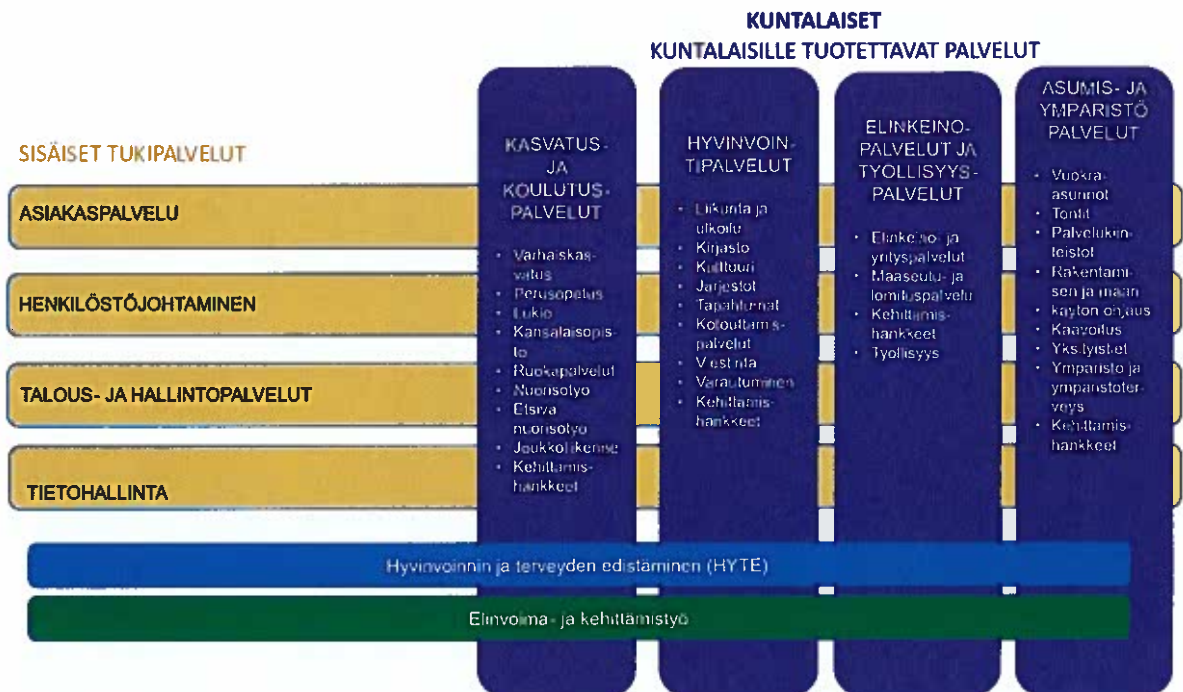 KUNTALAISET
KUNTALAISILLE TUOTETTAVAT PALVELUT
SISÄISET TUKIPALVELUT
ASIAKASPALVELU
HENKILÖSTÖJOHTAMINEN
TALOUS- JA HALLINTOPALVELUT
TIETOHALLINTA
KASVATUS-
JA
KOULUTUS-
PALVELUT
• Varhaiskas-
vatus
• Perusopetus
• Lukio
• Kansalaisopis-
to
• Ruokapalvelut
• Nuorisotyö
• Etsivä
nuorisotyö
• Joukkoliikenne
• Kehittämis-
hankkeet
HYVINVOIN-
TIPALVELUT
• Liikunta ja
ulkoilu
• Kirjasto
• Kulttuuri
• Järjestöt
• Tapahtumat
• Kotouttamis-
palvelut
• Viestintä
• Varautuminen
• Kehittämis-
hankkeet
ELINKEINO-
PALVELUT JA
TYÖLLISYYS-
PALVELUT
• Elinkeino- ja
yrityspalvelut
• Maaseutu- ja
lomituspalvelu
• Kehittämis-
hankkeet
• Työllisyys
ASUMIS- JA
YMPÄRISTÖ
PALVELUT
• Vuokra-
asunnot
• Tontit
• Palvelukiin-
teistöt
• Rakentami-
sen ja maan
käytön ohjaus
• Kaavoitus
• Yksityistiet
• Ympäristö ja
ympäristöter-
veys
• Kehittämis-
hankkeet
Hyvinvoinnin ja terveyden edistäminen (HYTE)
Elinvoima- ja kehittämistyö